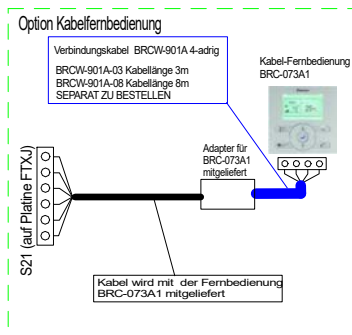 Option Kabelfernbedienung
Verbindungskabel BRCW-901A 4-adrig
BRCW-901A-03 Kabellänge 3m
BRCW-901A-08 Kabellänge 8m
SEPARAT ZU BESTELLEN
Kabel-Fernbedienung
BRC-073A1
Adapter für
BRC-073A1
mitgeliefert
S21 (auf Platine FTXJ)
Kabel wird mit der Fernbedienung
BRC-073A1 mitgeliefert